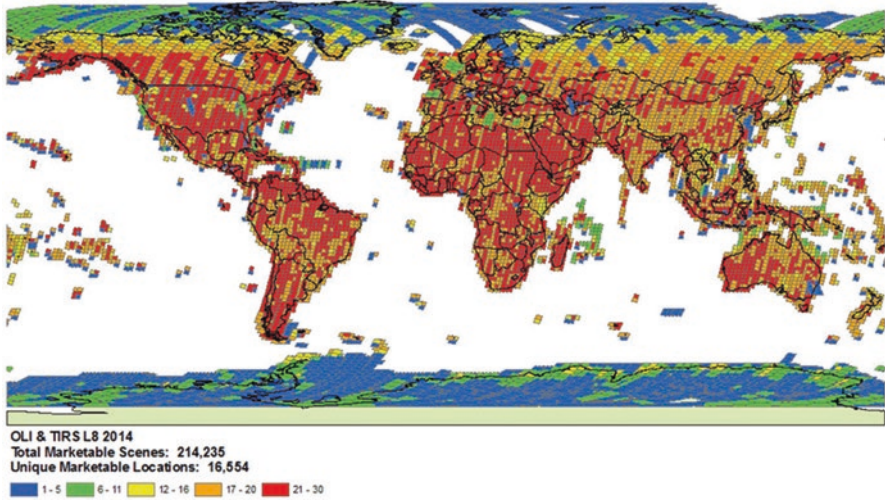 OLI & TIRS L8 2014
Total Marketable Scenes: 214,235
Unique Marketable Locations: 16,554
1 - 5 6 - 11 12 - 16 17 - 20 21 - 30